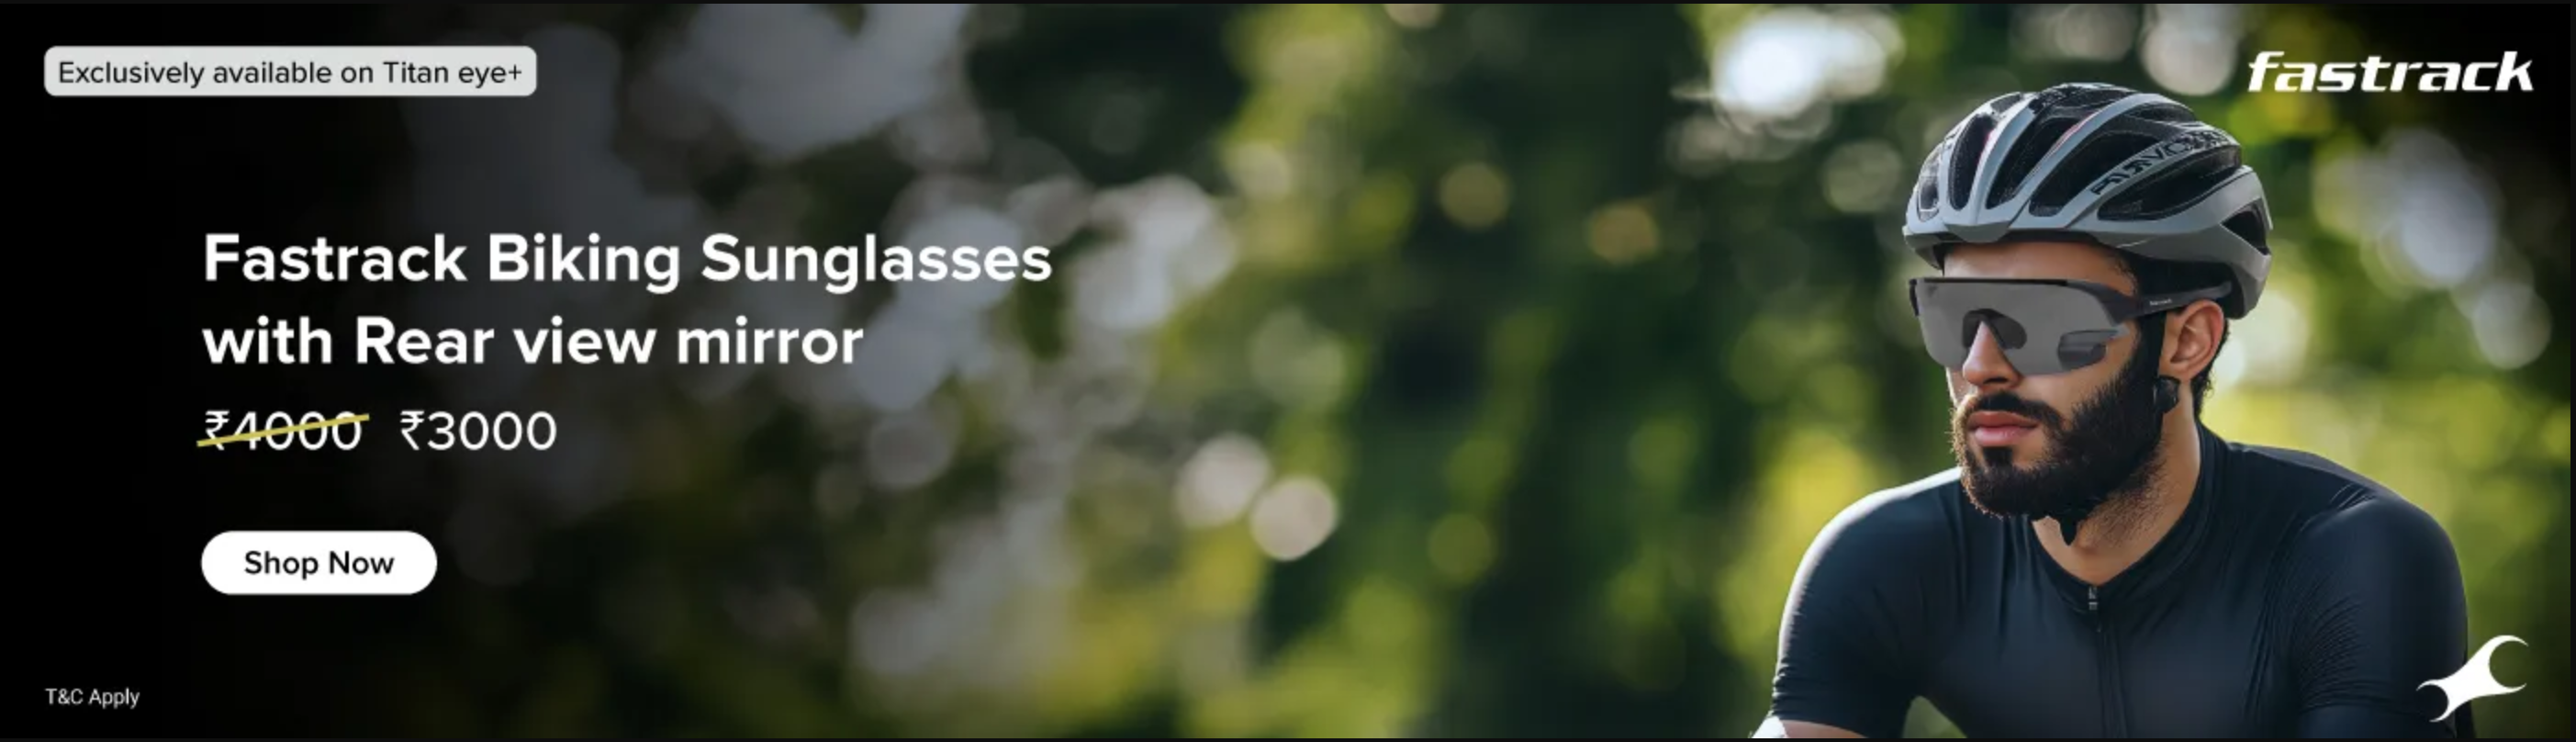 Exclusively available on Titan eye+
fastrack
Fastrack Biking Sunglasses
with Rear view mirror
₹4000 ₹3000
Shop Now
T&C Apply